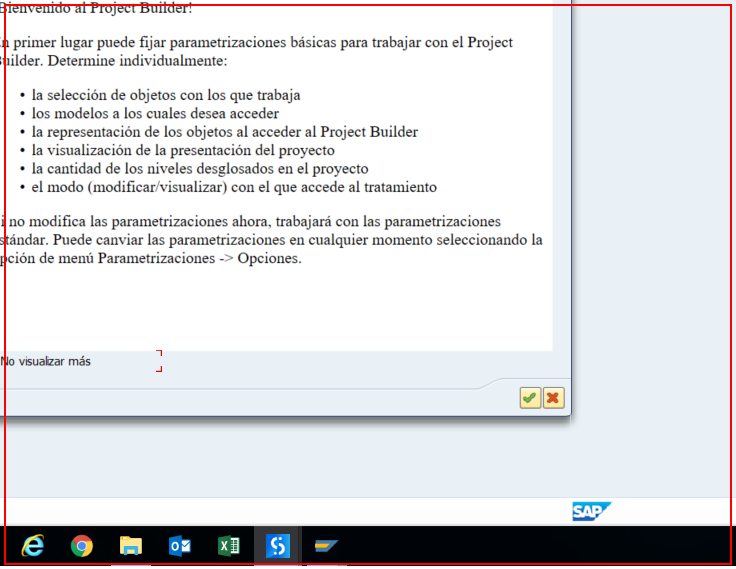 Bienvenido al Project Builder!
En primer lugar puede fijar parametrizaciones básicas para trabajar con el Project
Builder. Determine individualmente:
• la selección de objetos con los que trabaja
• los modelos a los cuales desea acceder
• la representación de los objetos al acceder al Project Builder
• la visualización de la presentación del proyecto
• la cantidad de los niveles desglosados en el proyecto
• el modo (modificar/visualizar) con el que accede al tratamiento
i no modifica las parametrizaciones ahora, trabajará con las parametrizaciones
stándar. Puede canviar las parametrizaciones en cualquier momento seleccionando la
pción de menú Parametrizaciones -> Opciones.
No visualizar más
SAP